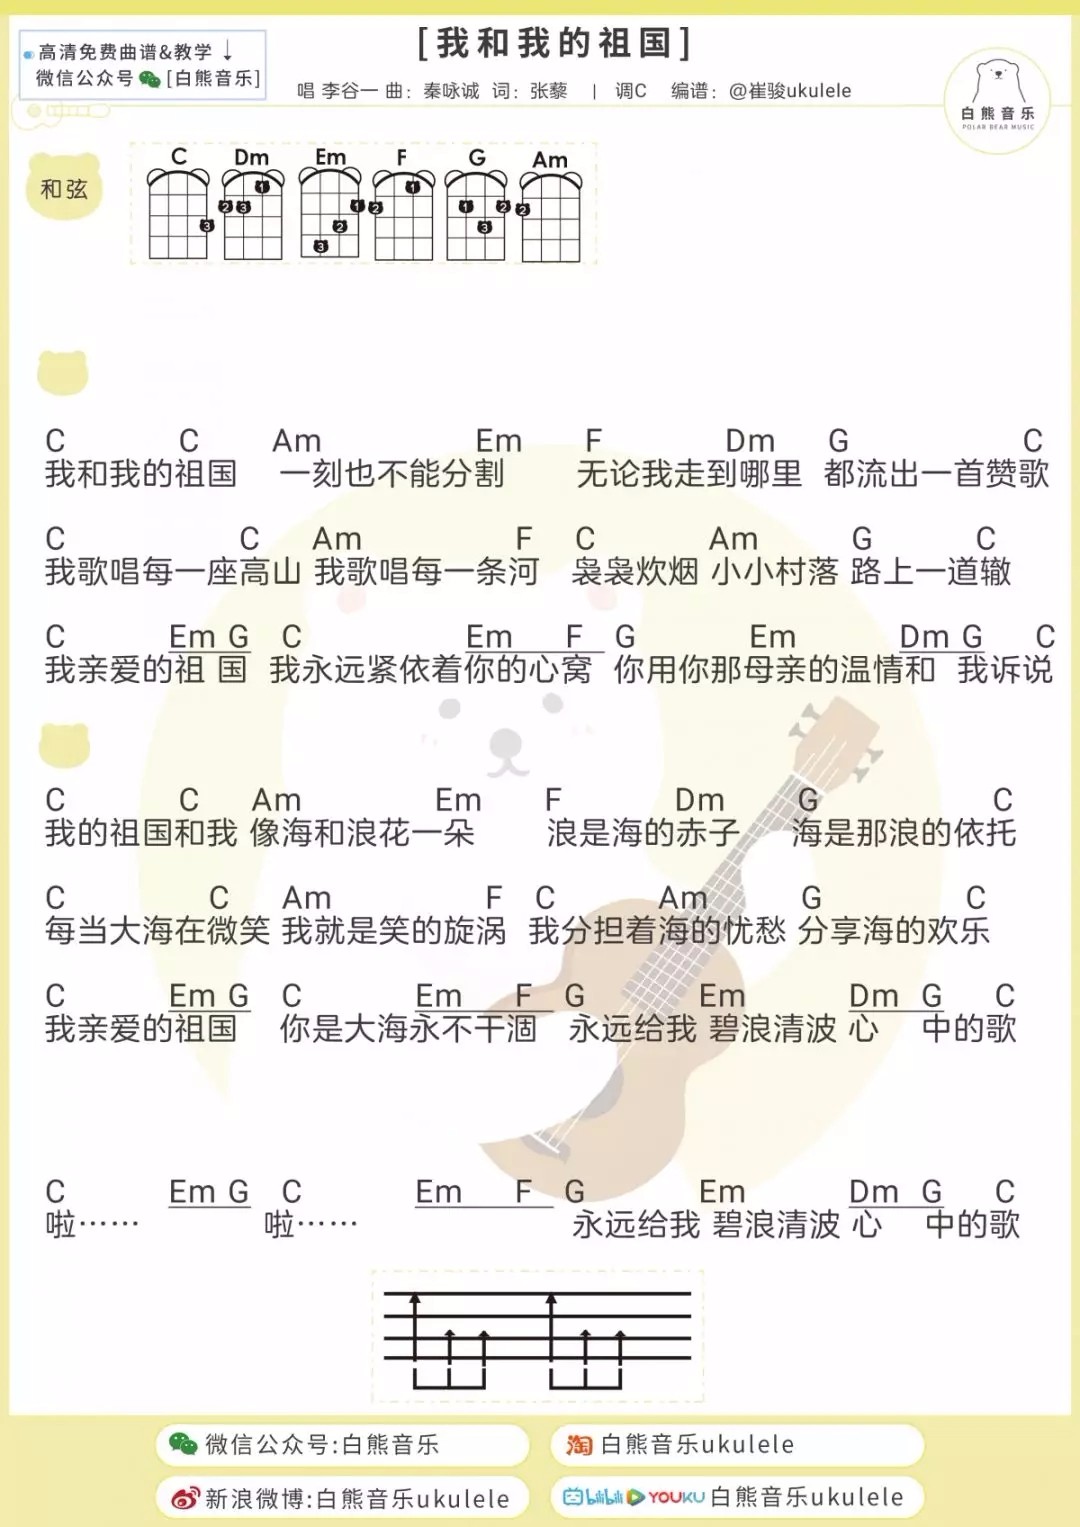 高清免费曲谱&教学 ↓
微信公众号 [白熊音乐]
[我和我的祖国]
唱 李谷一 曲：秦咏诚 词：张藜 | 调C 编谱：@崔骏ukulele
白熊音乐
POLAR BEAR MUSIC
和弦
C Dm Em F G Am
1 2 3 3 1 2 3 1 2 1 2 3 2 2
C C Am Em F Dm G C
我和我的祖国 一刻也不能分割 无论我走到哪里 都流出一首赞歌
C C Am F C Am G C
我歌唱每一座高山 我歌唱每一条河 袅袅炊烟 小小村落 路上一道辙
C Em G C Em F G Em Dm G C
我亲爱的祖 国 我永远紧依着你的心窝 你用你那母亲的温情和 我诉说
C C Am Em F Dm G C
我的祖国和我 像海和浪花一朵 浪是海的赤子 海是那浪的依托
C C Am F C Am G C
每当大海在微笑 我就是笑的旋涡 我分担着海的忧愁 分享海的欢乐
C Em G C Em F G Em Dm G C
我亲爱的祖国 你是大海永不干涸 永远给我 碧浪清波 心 中的歌
C Em G C Em F G Em Dm G C
啦…… 啦…… 永远给我 碧浪清波 心 中的歌
微信公众号:白熊音乐
淘 白熊音乐ukulele
新浪微博:白熊音乐ukulele
bilibili YOUKU 白熊音乐ukulele